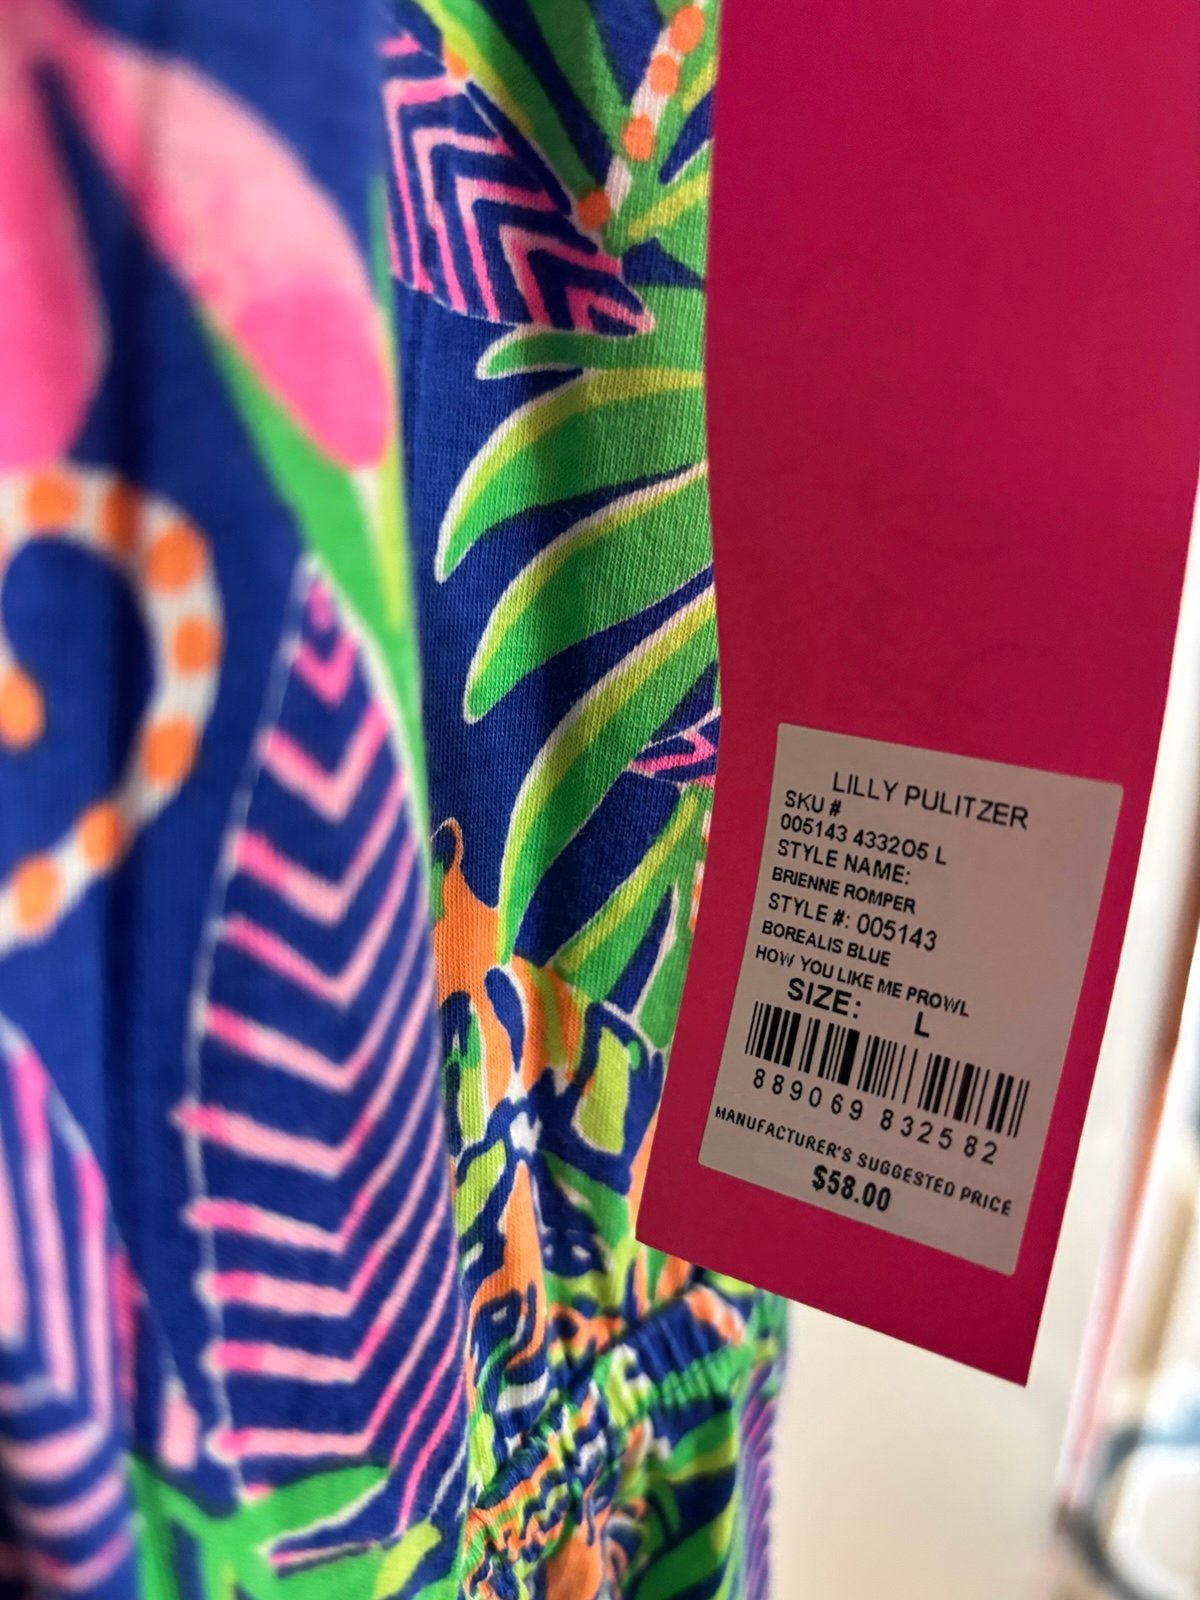 LILLY PULITZER
SKU #
005143 433205 L
STYLE NAME:
BRIENNE ROMPER
STYLE #: 005143
BOREALIS BLUE
HOW YOU LIKE ME PROWL
SIZE: L
889069 832582
MANUFACTURER'S SUGGESTED PRICE
$58.00